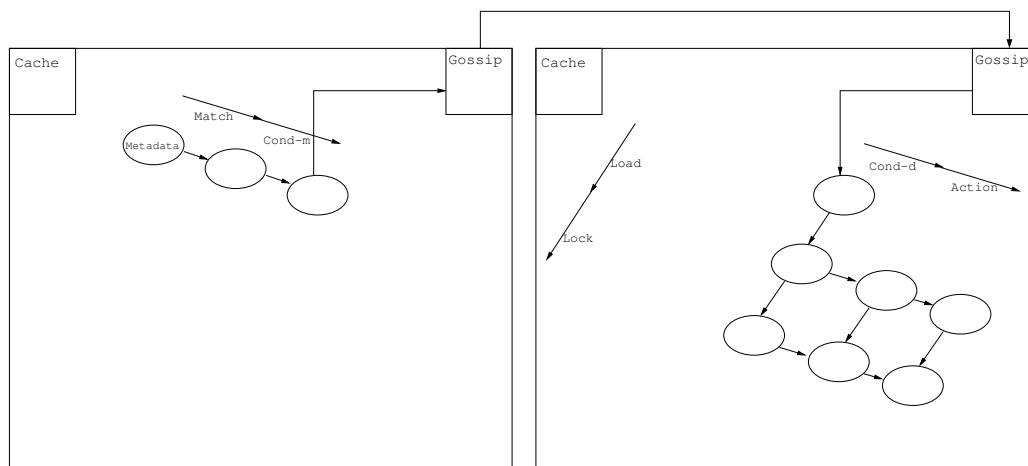 Cache
Gossip
Match
Cond-m
Metadata
Cache
Gossip
Load
Lock
Cond-d
Action